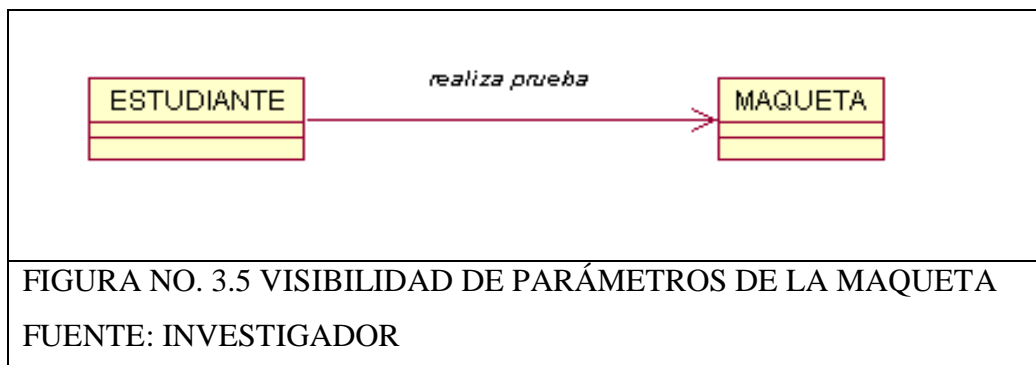 realiza prueba
ESTUDIANTE
MAQUETA
FIGURA NO. 3.5 VISIBILIDAD DE PARÁMETROS DE LA MAQUETA
FUENTE: INVESTIGADOR